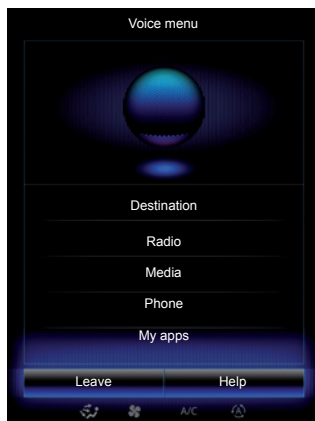 Voice menu
Destination
Radio
Media
Phone
My apps
Leave Help
A/C